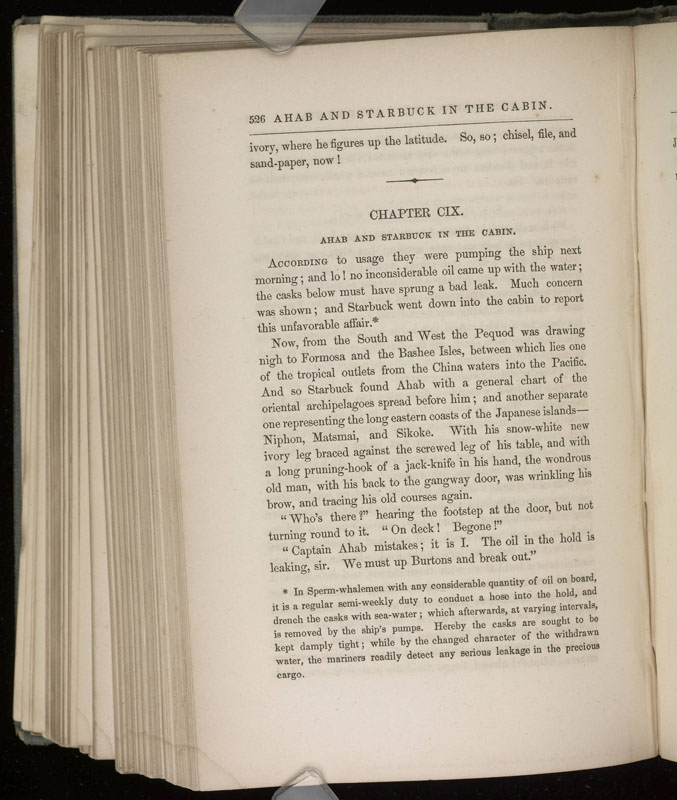 526 AHAB AND STARBUCK IN THE CABIN.
ivory, where he figures up the latitude. So, so; chisel, file, and
sand-paper, now!
CHAPTER CIX.
AHAB AND STARBUCK IN THE CABIN.
ACCORDING to usage they were pumping the ship next
morning; and lo! no inconsiderable oil came up with the water;
the casks below must have sprung a bad leak. Much concern
was shown; and Starbuck went down into the cabin to report
this unfavorable affair.*
Now, from the South and West the Pequod was drawing
nigh to Formosa and the Bashee Isles, between which lies one
of the tropical outlets from the China waters into the Pacific.
And so Starbuck found Ahab with a general chart of the
oriental archipelagoes spread before him; and another separate
one representing the long eastern coasts of the Japanese islands—
Niphon, Matsmai, and Sikoke. With his snow-white new
ivory leg braced against the screwed leg of his table, and with
a long pruning-hook of a jack-knife in his hand, the wondrous
old man, with his back to the gangway door, was wrinkling his
brow, and tracing his old courses again.
"Who's there?" hearing the footstep at the door, but not
turning round to it. "On deck! Begone!"
"Captain Ahab mistakes; it is I. The oil in the hold is
leaking, sir. We must up Burtons and break out."
* In Sperm-whalemen with any considerable quantity of oil on board,
it is a regular semi-weekly duty to conduct a hose into the hold, and
drench the casks with sea-water; which afterwards, at varying intervals,
is removed by the ship's pumps. Hereby the casks are sought to be
kept damply tight; while by the changed character of the withdrawn
water, the mariners readily detect any serious leakage in the precious
cargo.